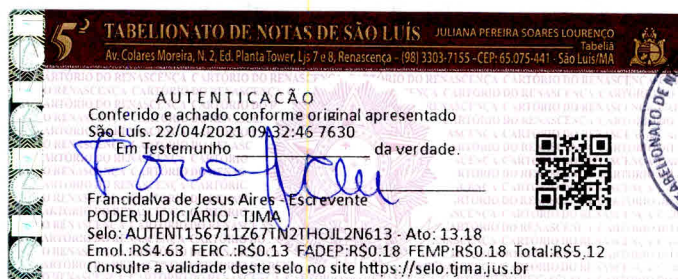 5º TABELIONATO DE NOTAS DE SÃO LUÍS JULIANA PEREIRA SOARES LOURENÇO
Tabeliã
Av. Colares Moreira, N. 2, Ed. Planta Tower, Ljs 7 e 8, Renascença - (98) 3303-7155 - CEP: 65.075-441 - São Luís/MA
AUTENTICACÃO
Conferido e achado conforme original apresentado
São Luís. 22/04/2021 09:32:46 7630
Em Testemunho da verdade.
Francidalva de Jesus Aires - Escrevente
PODER JUDICIÁRIO - TJMA
Selo: AUTENT156711Z67TN2THOJL2N613 - Ato: 13.18
Emol.:R$4.63 FERC.:R$0.13 FADEP:R$0.18 FEMP:R$0.18 Total:R$5,12
Consulte a validade deste selo no site https://selo.tjma.jus.br
TABELIONATO DE